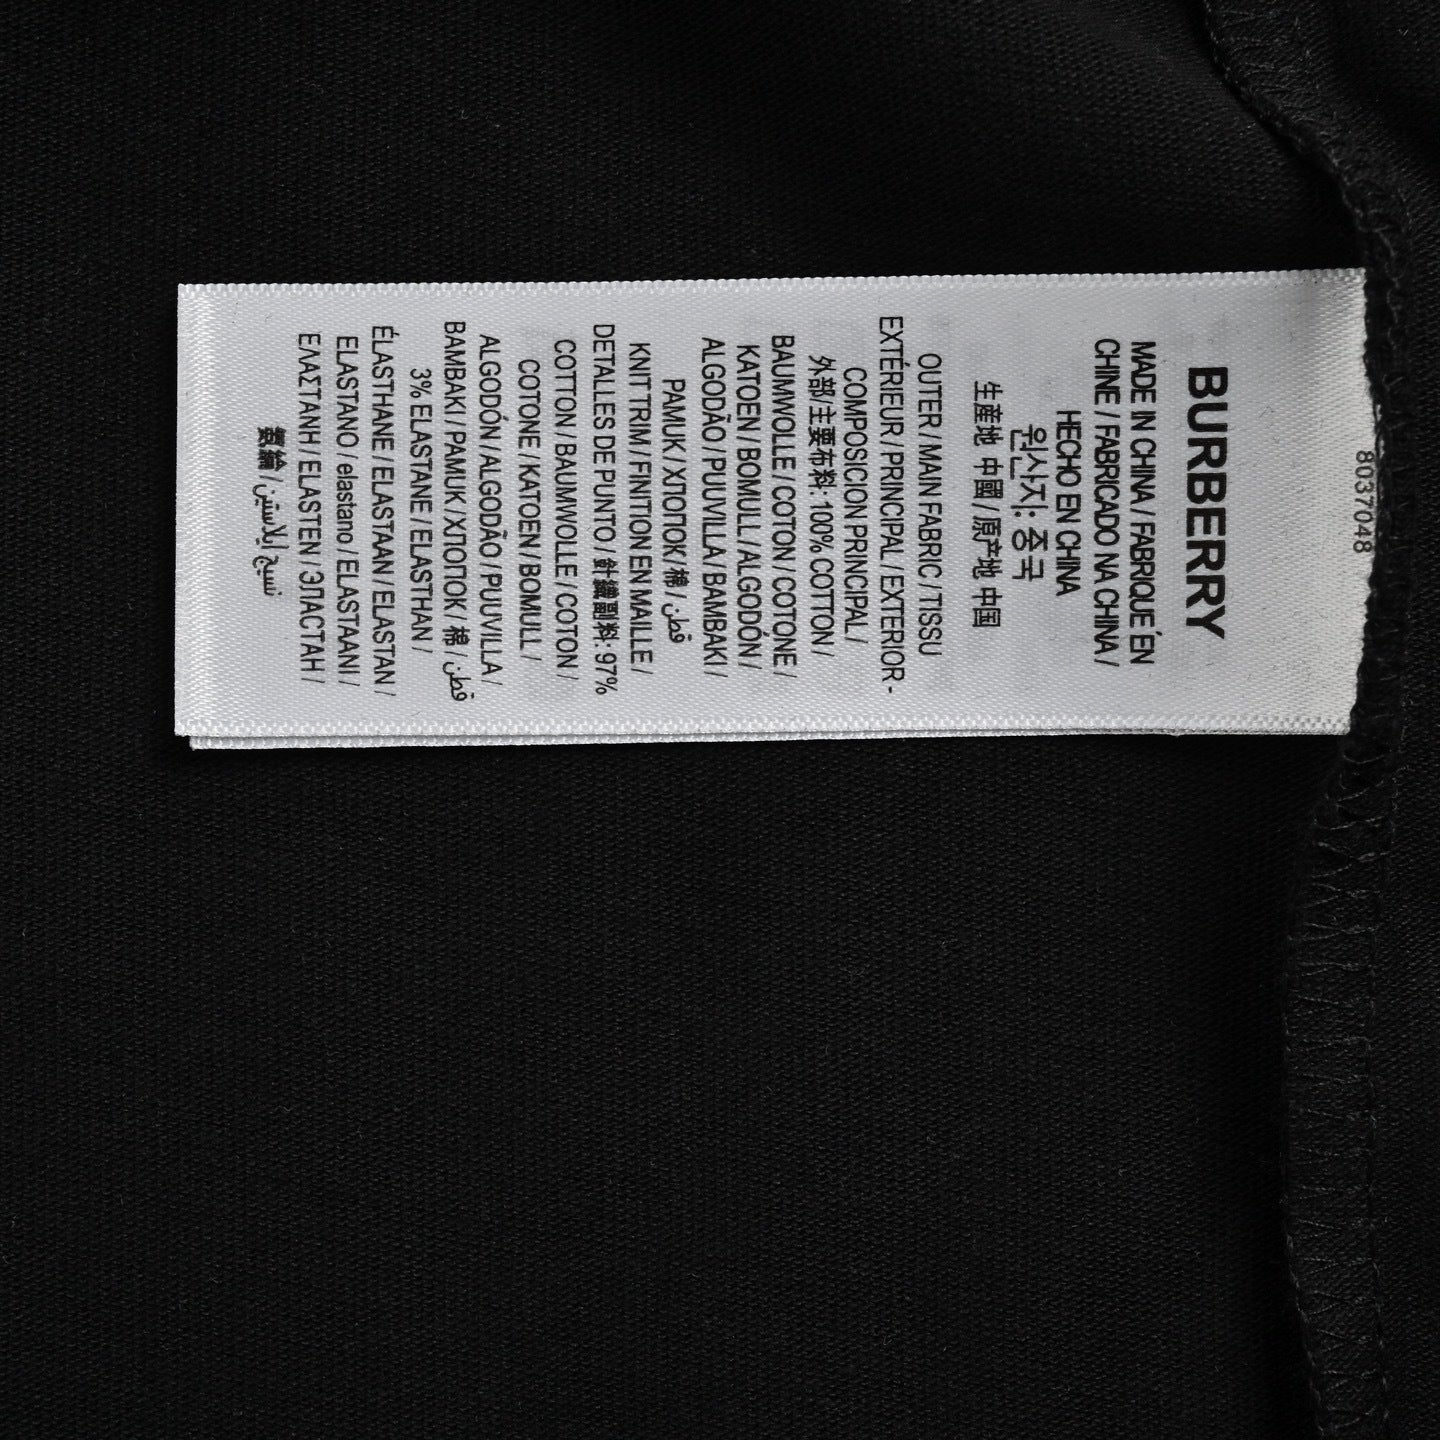 80370748
BURBERRY
MADE IN CHINA / FABRIQUÉ EN
CHINE / FABRICADO NA CHINA /
HECHO EN CHINA
원산지: 중국
生産地 中國 / 原产地 中国
OUTER / MAIN FABRIC / TISSU
EXTÉRIEUR / PRINCIPAL / EXTERIOR-
COMPOSICION PRINCIPAL /
外部/主要布料: 100% COTTON /
BAUMWOLLE / COTON / COTONE /
KATOEN / BOMULL / ALGODÓN /
ALGODÃO / PUUVILLA / BAMBAKI /
PAMUK / ХЛОПОК / 棉 / قطن
KNIT TRIM / FINITION EN MAILLE /
DETALLES DE PUNTO / 針織副料: 97%
COTTON / BAUMWOLLE / COTON /
COTONE / KATOEN / BOMULL /
ALGODÓN / ALGODÃO / PUUVILLA /
BAMBAKI / PAMUK / ХЛОПОК / 棉 / قطن
3% ELASTANE / ELASTHAN /
ÉLASTHANE / ELASTAAN / ELASTAN /
ELASTANO / elastano / ELASTAANI /
ΕΛΑΣΤΑΝΗ / ELASTEN / ЭЛАСТАН /
氨綸 / نسيج إيلاستين